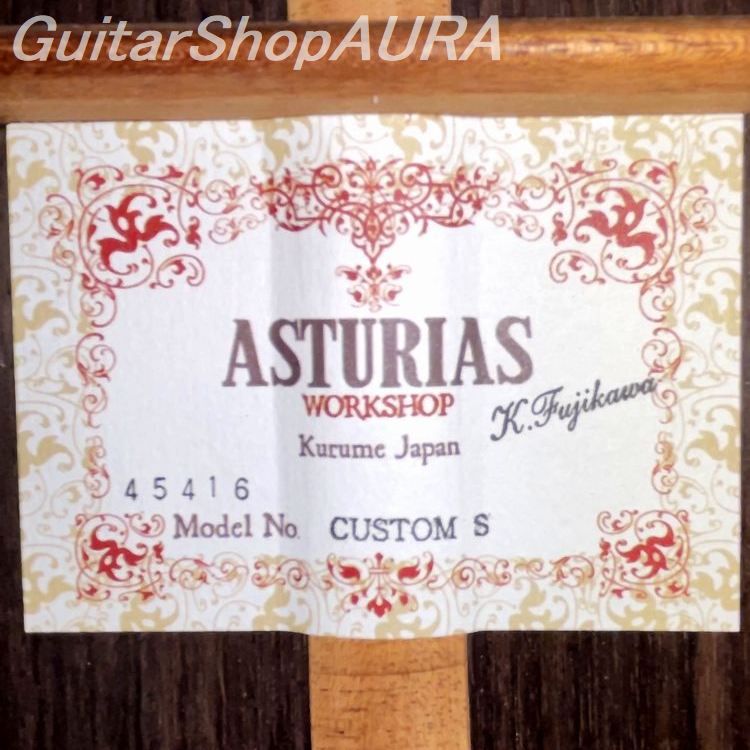 GuitarShopAURA
ASTURIAS
WORKSHOP
K. Fujikawa
Kurume Japan
45416
Model No. CUSTOM S